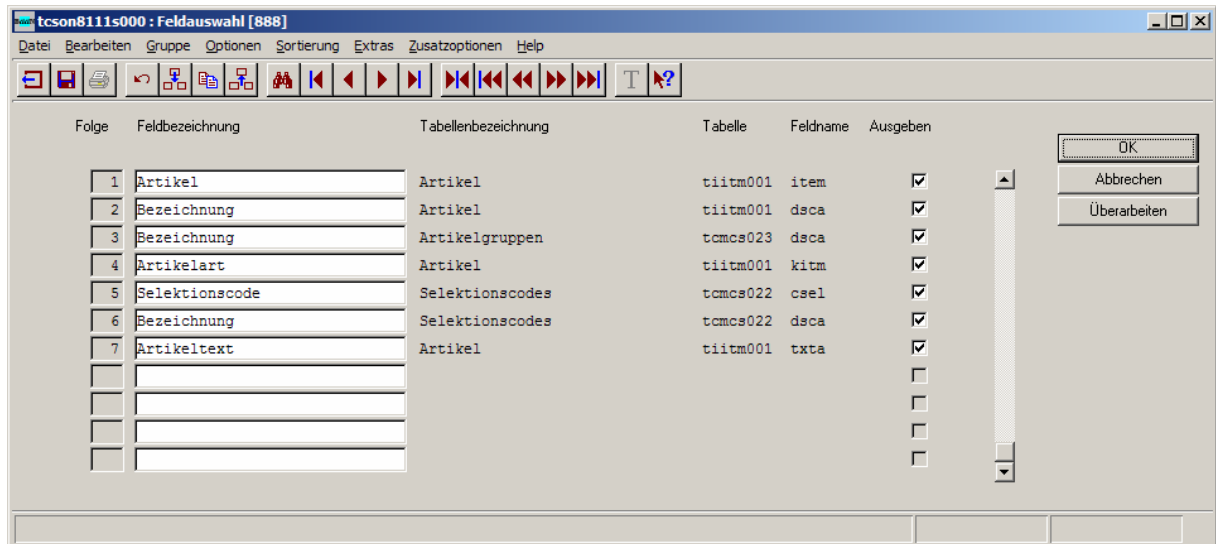 tcson8111s000 : Feldauswahl [888]
Datei Bearbeiten Gruppe Optionen Sortierung Extras Zusatzoptionen Help
T ?
Folge Feldbezeichnung Tabellenbezeichnung Tabelle Feldname Ausgeben
OK
1 Artikel Artikel tiitm001 item
Abbrechen
2 Bezeichnung Artikel tiitm001 dsca
Überarbeiten
3 Bezeichnung Artikelgruppen tcmcs023 dsca
4 Artikelart Artikel tiitm001 kitm
5 Selektionscode Selektionscodes tcmcs022 csel
6 Bezeichnung Selektionscodes tcmcs022 dsca
7 Artikeltext Artikel tiitm001 txta